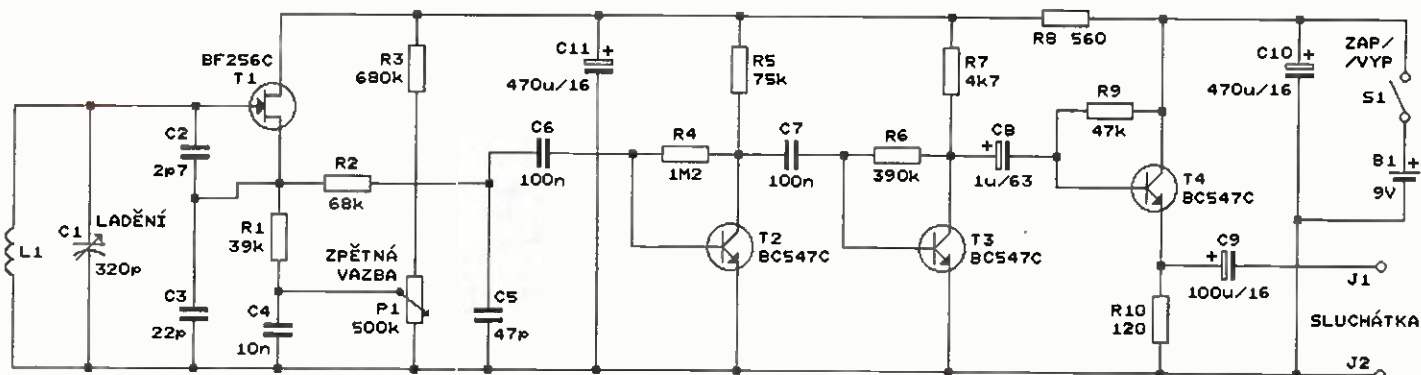 BF256C
T1
C2
2p7
C1
LADĚNÍ
320p
L1
C3
22p
R1
39k
C4
10n
R2
68k
R3
680k
ZPĚTNÁ
VAZBA
P1
500k
C5
47p
C6
100n
C11
+
470u/16
R4
1M2
R5
75k
T2
BC547C
C7
100n
R6
390k
R7
4k7
T3
BC547C
C8
+
1u/63
R8 560
R9
47k
T4
BC547C
C9
+
100u/16
R10
120
C10
+
470u/16
ZAP/
/VYP
S1
B1
+
9V
J1
SLUCHÁTKA
J2